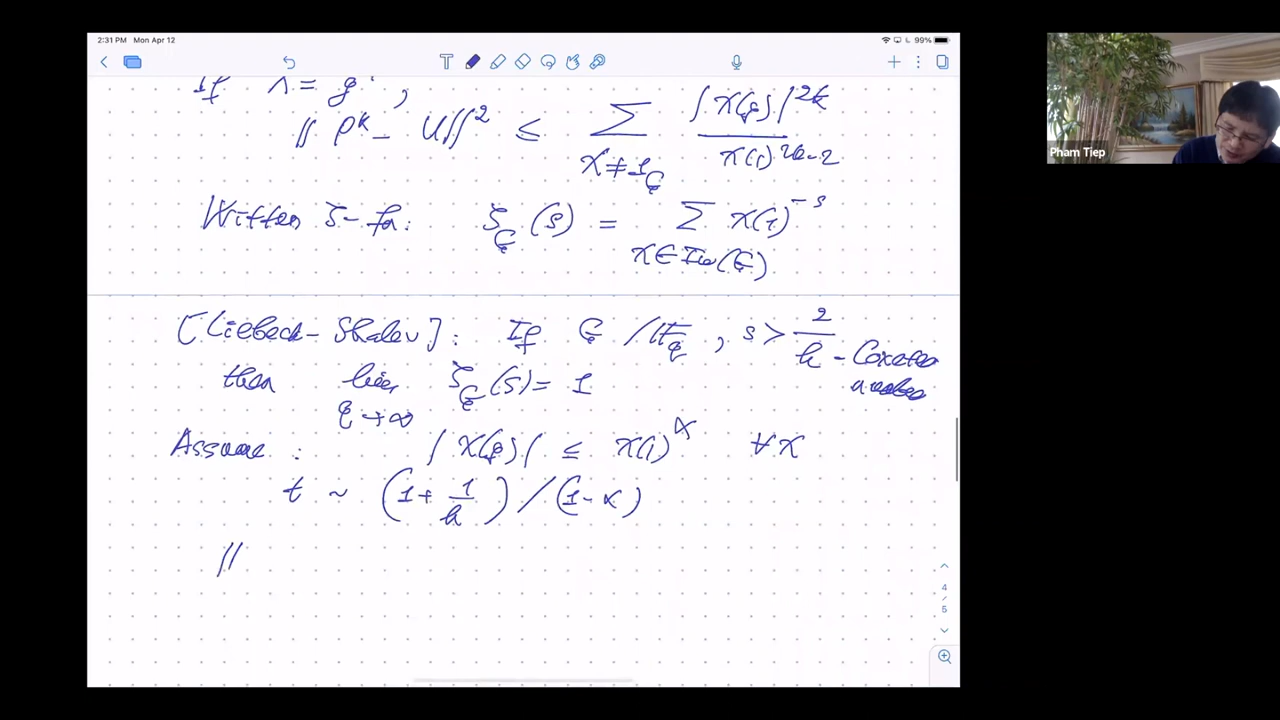 2:31 PM Mon Apr 12
99%
If Λ = g^G,
|| P^k - U ||^2 ≤ Σ_{χ≠1_G} |χ(g)|^{2k} / χ(1)^{2k-2}
Pham Tiep
Witten ζ-fn: ζ_G(s) = Σ_{χ∈Irr(G)} χ(1)^{-s}
[Liebeck-Shalev]: If G/𝔽_q, s > 2/h - Coxeter number
then lim_{q→∞} ζ_G(s) = 1
Assume: |χ(g)| ≤ χ(1)^α ∀χ
t ~ (1 + 1/h)/(1-α)
||
4
/
5